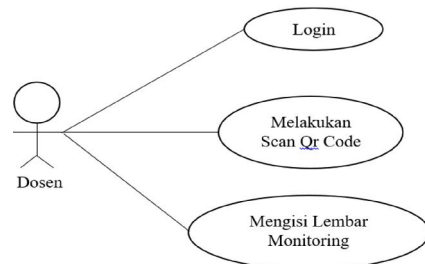 Login
Melakukan
Scan Qr Code
Dosen
Mengisi Lembar
Monitoring